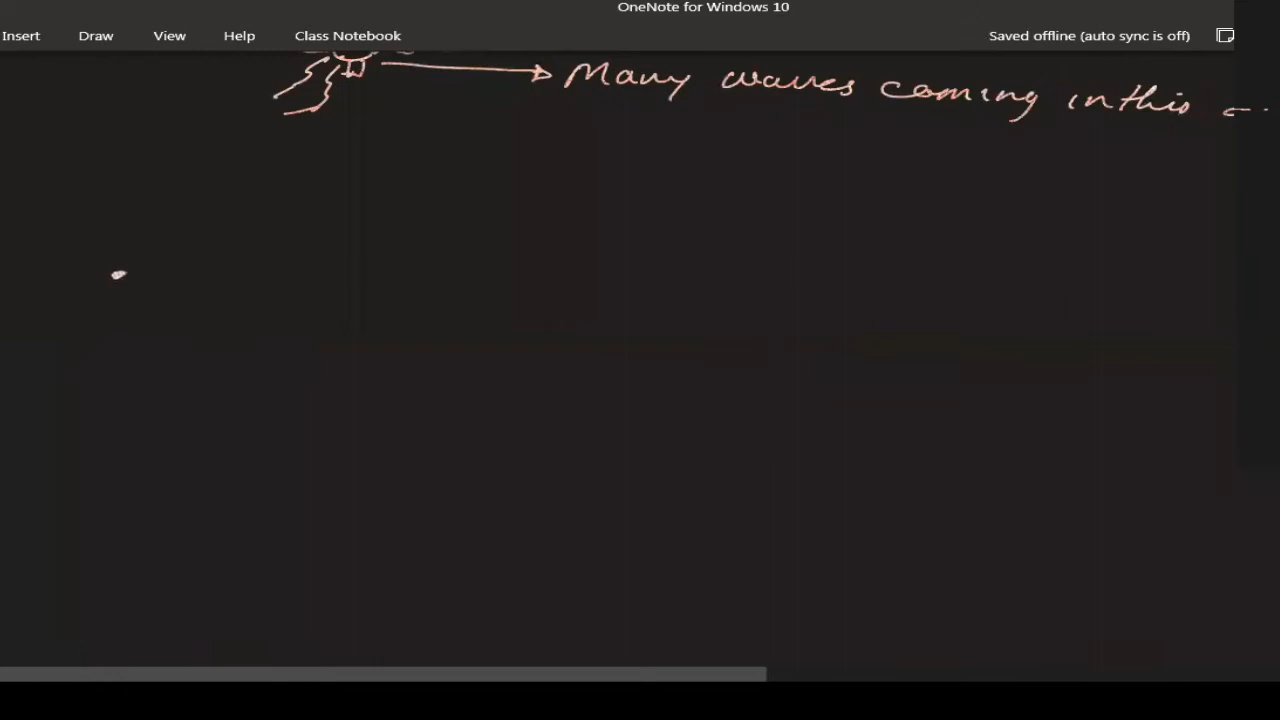 OneNote for Windows 10
Insert Draw View Help Class Notebook Saved offline (auto sync is off)
Many waves coming in this